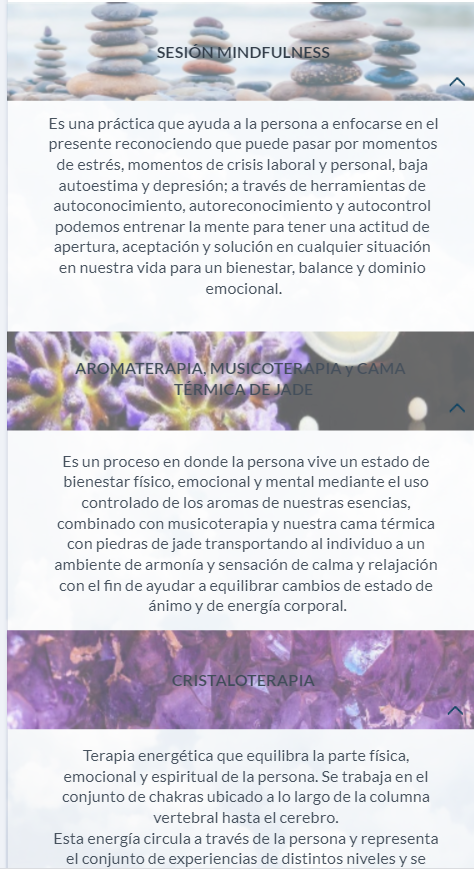 SESIÓN MINDFULNESS
Es una práctica que ayuda a la persona a enfocarse en el
presente reconociendo que puede pasar por momentos
de estrés, momentos de crisis laboral y personal, baja
autoestima y depresión; a través de herramientas de
autoconocimiento, autoreconocimiento y autocontrol
podemos entrenar la mente para tener una actitud de
apertura, aceptación y solución en cualquier situación
en nuestra vida para un bienestar, balance y dominio
emocional.
AROMATERAPIA, MUSICOTERAPIA y CAMA
TÉRMICA DE JADE
Es un proceso en donde la persona vive un estado de
bienestar físico, emocional y mental mediante el uso
controlado de los aromas de nuestras esencias,
combinado con musicoterapia y nuestra cama térmica
con piedras de jade transportando al individuo a un
ambiente de armonía y sensación de calma y relajación
con el fin de ayudar a equilibrar cambios de estado de
ánimo y de energía corporal.
CRISTALOTERAPIA
Terapia energética que equilibra la parte física,
emocional y espiritual de la persona. Se trabaja en el
conjunto de chakras ubicado a lo largo de la columna
vertebral hasta el cerebro.
Esta energía circula a través de la persona y representa
el conjunto de experiencias de distintos niveles y se